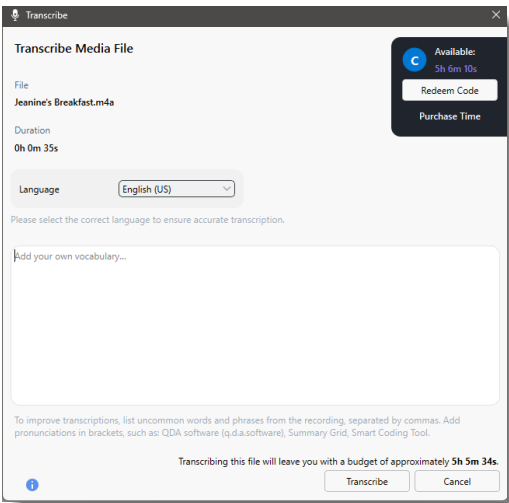 Transcribe
Transcribe Media File
Available:
C
5h 6m 10s
Redeem Code
Purchase Time
File
Jeanine's Breakfast.m4a
Duration
0h 0m 35s
Language
English (US)
Please select the correct language to ensure accurate transcription.
Add your own vocabulary...
To improve transcriptions, list uncommon words and phrases from the recording, separated by commas. Add
pronunciations in brackets, such as: QDA software (q.d.a.software), Summary Grid, Smart Coding Tool.
Transcribing this file will leave you with a budget of approximately 5h 5m 34s.
Transcribe
Cancel